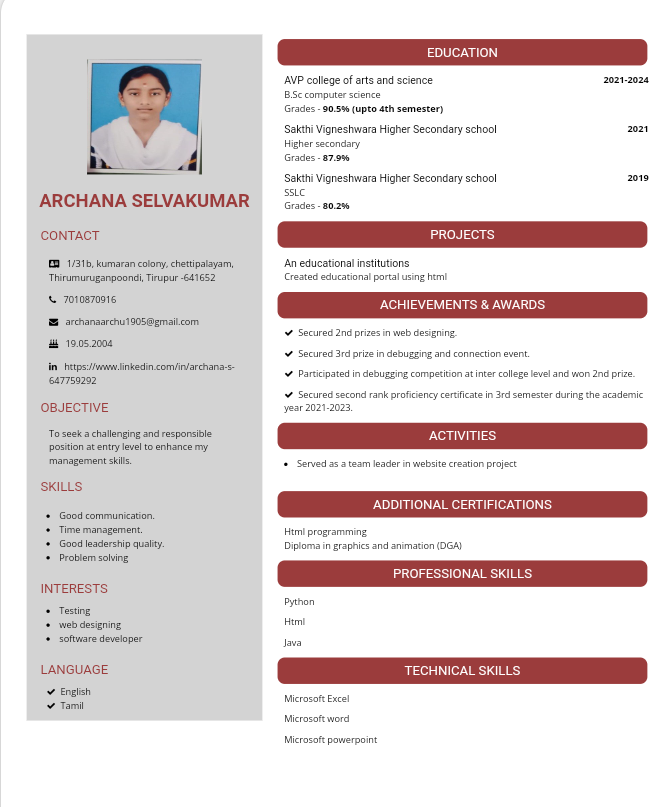 ARCHANA SELVAKUMAR
CONTACT
1/31b, kumaran colony, chettipalayam,
Thirumuruganpoondi, Tirupur -641652
7010870916
archanaarchu1905@gmail.com
19.05.2004
https://www.linkedin.com/in/archana-s-
647759292
OBJECTIVE
To seek a challenging and responsible
position at entry level to enhance my
management skills.
SKILLS
Good communication.
Time management.
Good leadership quality.
Problem solving
INTERESTS
Testing
web designing
software developer
LANGUAGE
English
Tamil
EDUCATION
AVP college of arts and science 2021-2024
B.Sc computer science
Grades - 90.5% (upto 4th semester)
Sakthi Vigneshwara Higher Secondary school 2021
Higher secondary
Grades - 87.9%
Sakthi Vigneshwara Higher Secondary school 2019
SSLC
Grades - 80.2%
PROJECTS
An educational institutions
Created educational portal using html
ACHIEVEMENTS & AWARDS
Secured 2nd prizes in web designing.
Secured 3rd prize in debugging and connection event.
Participated in debugging competition at inter college level and won 2nd prize.
Secured second rank proficiency certificate in 3rd semester during the academic
year 2021-2023.
ACTIVITIES
Served as a team leader in website creation project
ADDITIONAL CERTIFICATIONS
Html programming
Diploma in graphics and animation (DGA)
PROFESSIONAL SKILLS
Python
Html
Java
TECHNICAL SKILLS
Microsoft Excel
Microsoft word
Microsoft powerpoint